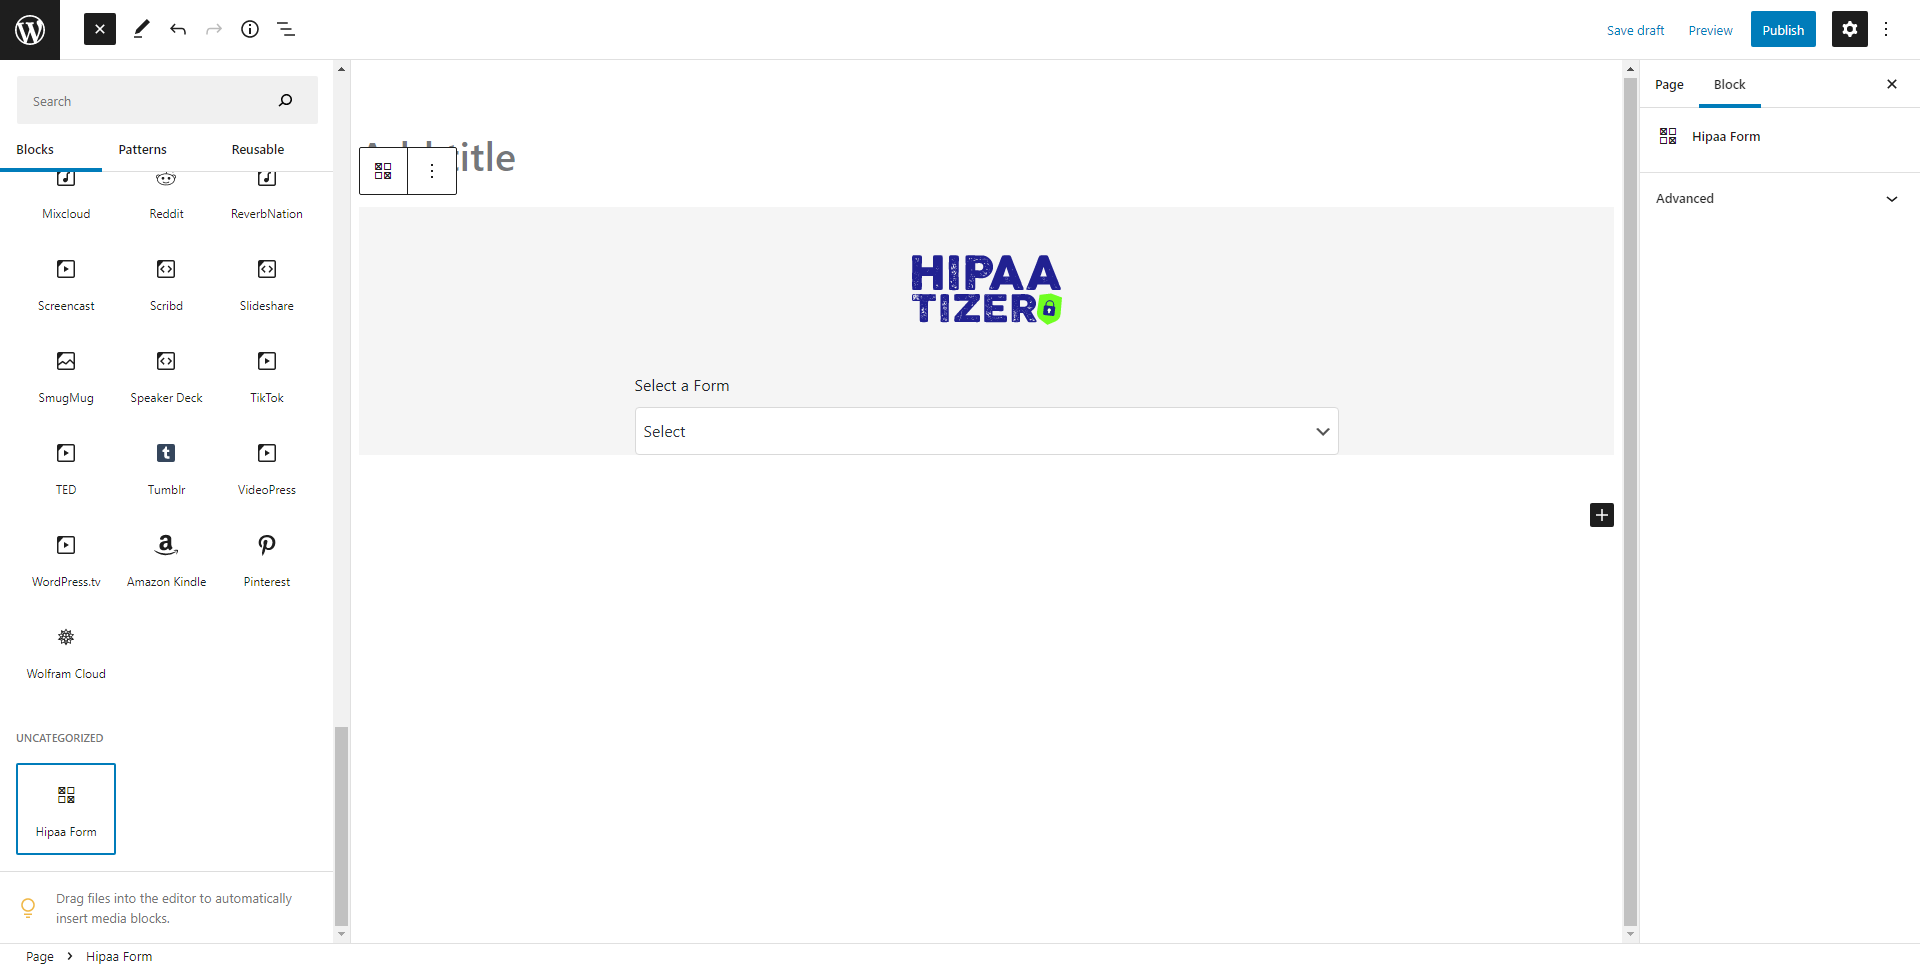 Save draft
Preview
Publish
Search
Blocks
Patterns
Reusable
Mixcloud
Reddit
ReverbNation
Screencast
Scribd
Slideshare
SmugMug
Speaker Deck
TikTok
TED
Tumblr
VideoPress
WordPress.tv
Amazon Kindle
Pinterest
Wolfram Cloud
UNCATEGORIZED
Hipaa Form
Drag files into the editor to automatically
insert media blocks.
title
HIPAA
TIZER
Select a Form
Select
Page
Block
Hipaa Form
Advanced
Page
Hipaa Form